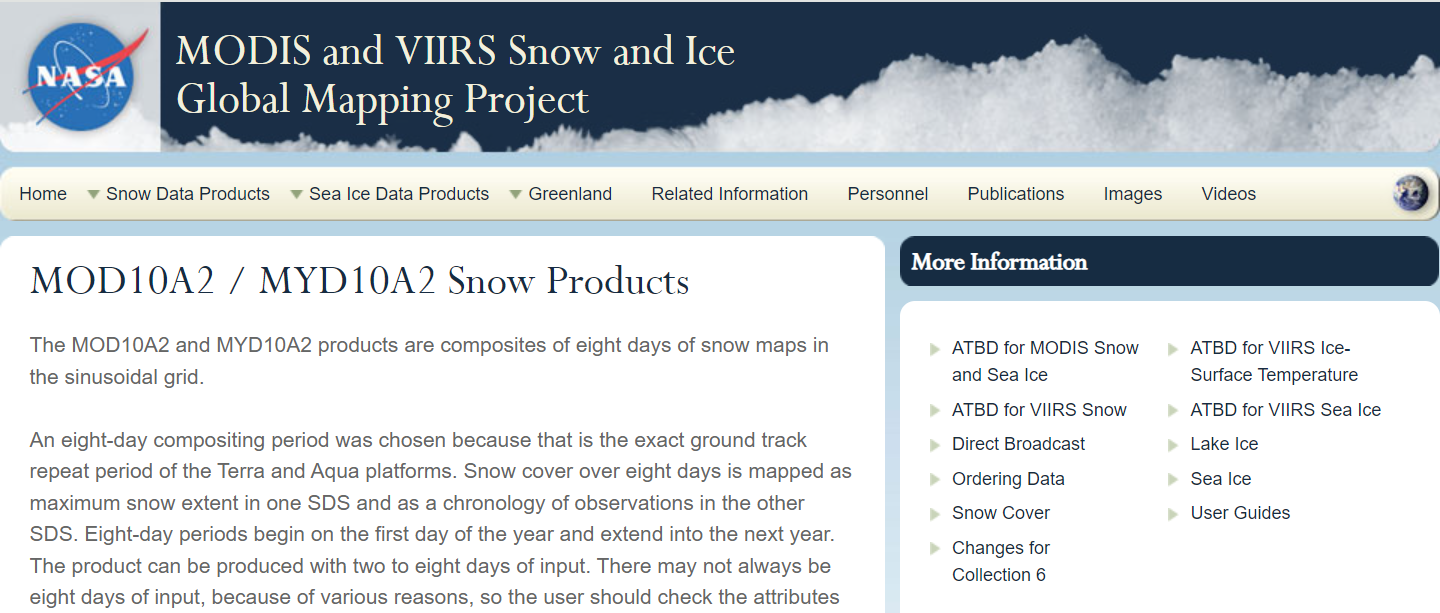 NASA
MODIS and VIIRS Snow and Ice
Global Mapping Project
Home Snow Data Products Sea Ice Data Products Greenland Related Information Personnel Publications Images Videos
MOD10A2 / MYD10A2 Snow Products
The MOD10A2 and MYD10A2 products are composites of eight days of snow maps in
the sinusoidal grid.
An eight-day compositing period was chosen because that is the exact ground track
repeat period of the Terra and Aqua platforms. Snow cover over eight days is mapped as
maximum snow extent in one SDS and as a chronology of observations in the other
SDS. Eight-day periods begin on the first day of the year and extend into the next year.
The product can be produced with two to eight days of input. There may not always be
eight days of input, because of various reasons, so the user should check the attributes
More Information
ATBD for MODIS Snow
and Sea Ice
ATBD for VIIRS Snow
Direct Broadcast
Ordering Data
Snow Cover
Changes for
Collection 6
ATBD for VIIRS Ice-
Surface Temperature
ATBD for VIIRS Sea Ice
Lake Ice
Sea Ice
User Guides